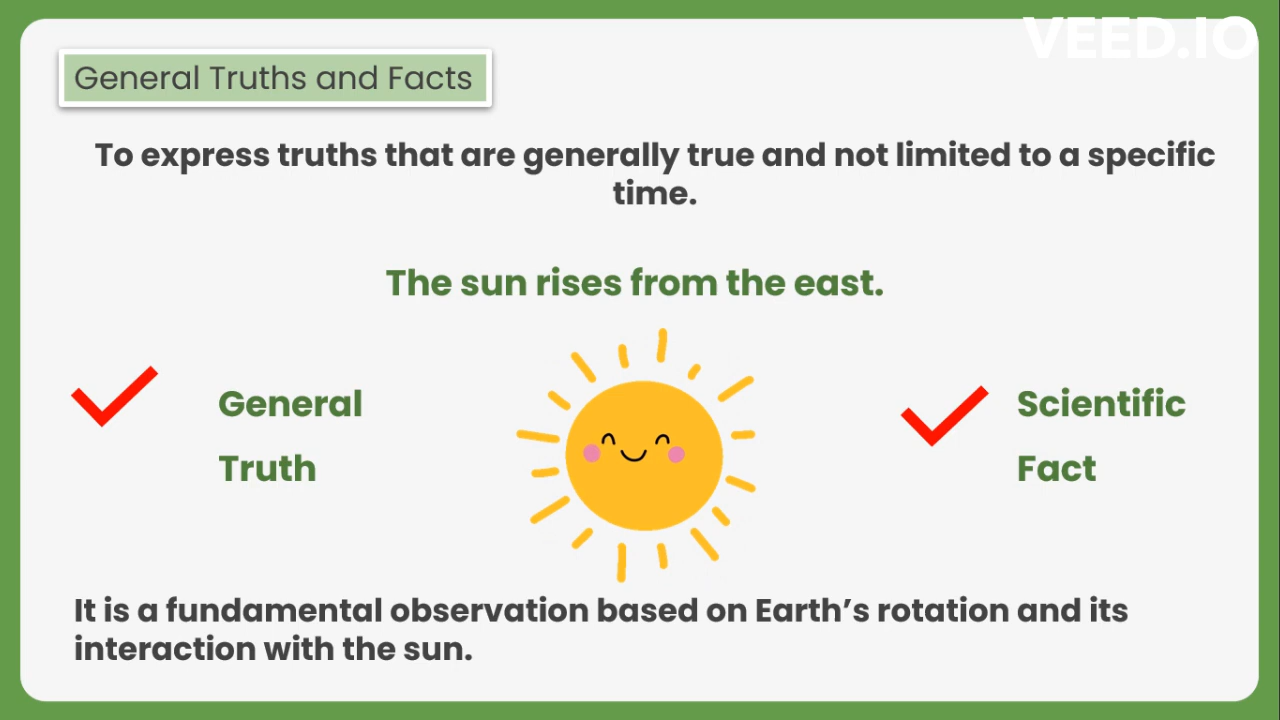 VEED.IO
General Truths and Facts
To express truths that are generally true and not limited to a specific
time.
The sun rises from the east.
General
Truth
Scientific
Fact
It is a fundamental observation based on Earth’s rotation and its
interaction with the sun.